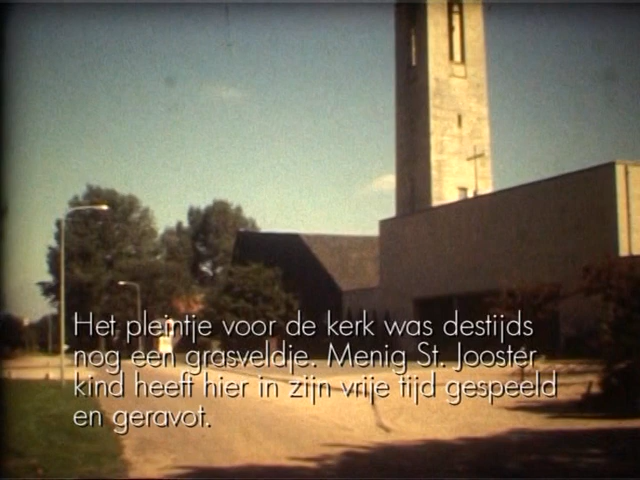 Het pleintje voor de kerk was destijds
nog een grasveldje. Menig St. Jooster
kind heeft hier in zijn vrije tijd gespeeld
en geravot.